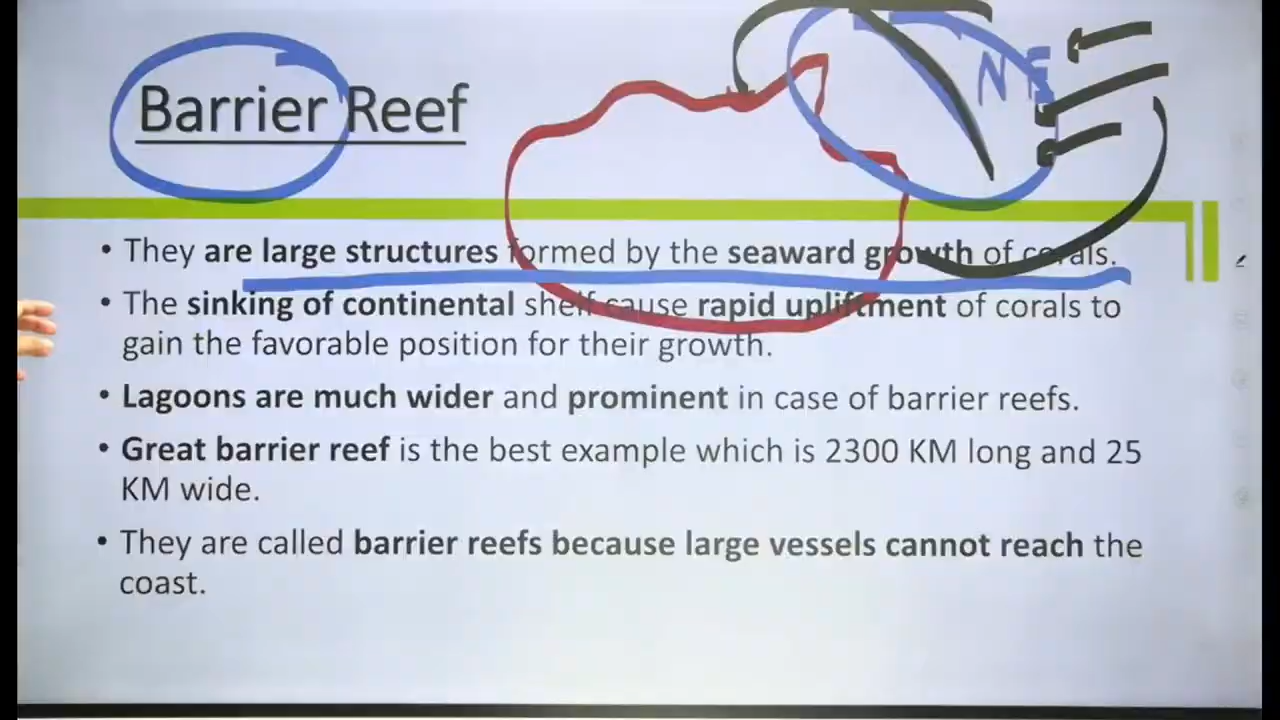 Barrier Reef
NE
• They are large structures formed by the seaward growth of corals.
• The sinking of continental shelf cause rapid upliftment of corals to
gain the favorable position for their growth.
• Lagoons are much wider and prominent in case of barrier reefs.
• Great barrier reef is the best example which is 2300 KM long and 25
KM wide.
• They are called barrier reefs because large vessels cannot reach the
coast.